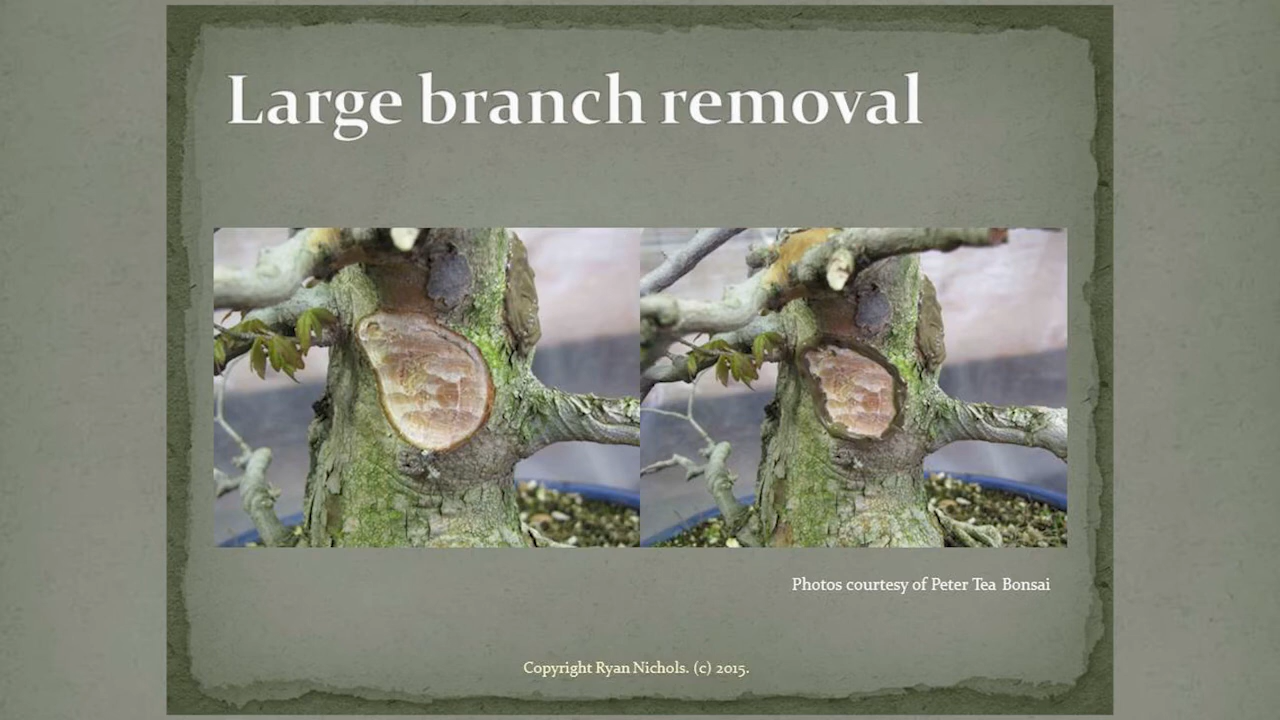 Large branch removal
Photos courtesy of Peter Tea Bonsai
Copyright Ryan Nichols. (c) 2015.